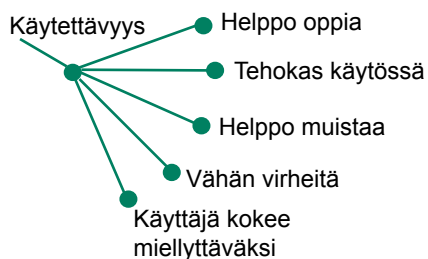 Käytettävyys
Helppo oppia
Tehokas käytössä
Helppo muistaa
Vähän virheitä
Käyttäjä kokee
miellyttäväksi